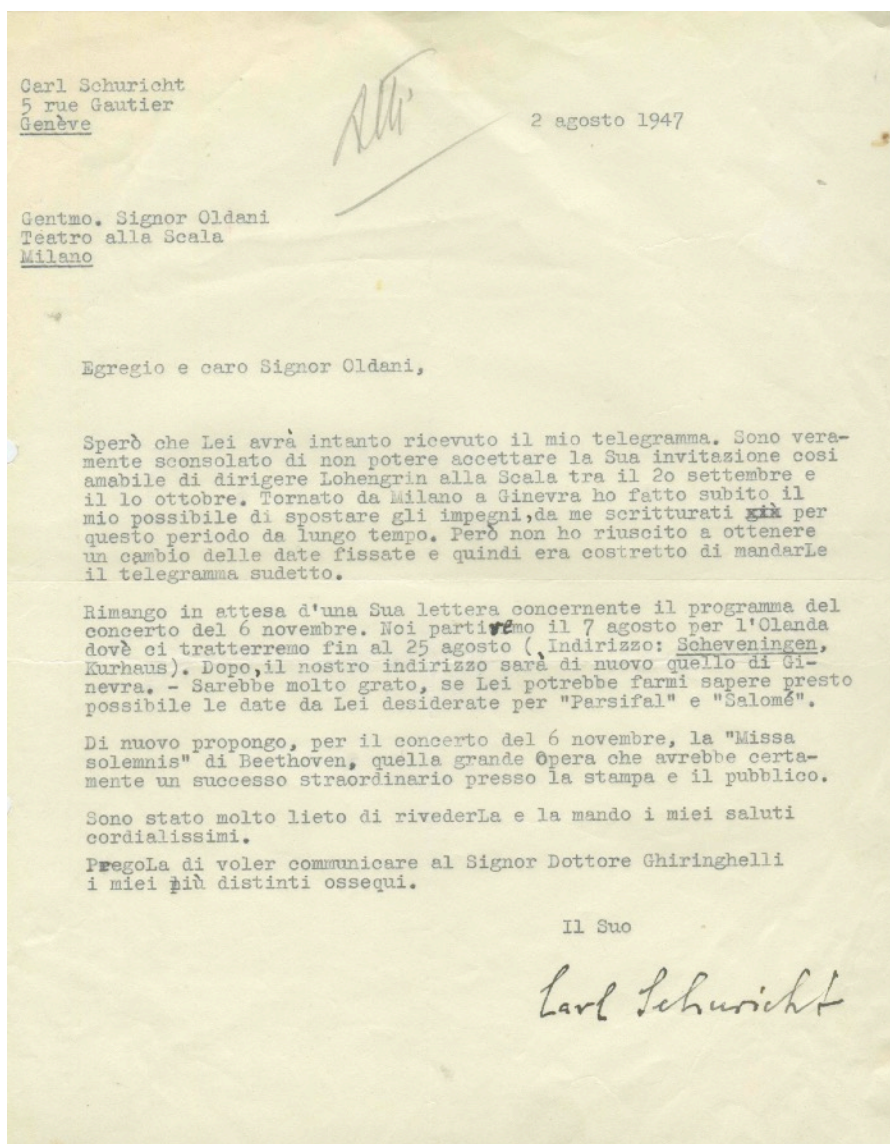 Carl Schuricht
5 rue Gautier
Genève
2 agosto 1947
Gentmo. Signor Oldani
Teatro alla Scala
Milano
Egregio e caro Signor Oldani,
Sperò che Lei avrà intanto ricevuto il mio telegramma. Sono vera-
mente sconsolato di non potere accettare la Sua invitazione cosi
amabile di dirigere Lohengrin alla Scala tra il 2o settembre e
il 1o ottobre. Tornato da Milano a Ginevra ho fatto subito il
mio possibile di spostare gli impegni,da me scritturati per
questo periodo da lungo tempo. Però non ho riuscito a ottenere
un cambio delle date fissate e quindi era costretto di mandarLe
il telegramma sudetto.
Rimango in attesa d'una Sua lettera concernente il programma del
concerto del 6 novembre. Noi partiremo il 7 agosto per l'Olanda
dovè ci tratterremo fin al 25 agosto ( Indirizzo: Scheveningen,
Kurhaus). Dopo,il nostro indirizzo sarà di nuovo quello di Gi-
nevra. - Sarebbe molto grato, se Lei potrebbe farmi sapere presto
possibile le date da Lei desiderate per "Parsifal" e "Salomé".
Di nuovo propongo, per il concerto del 6 novembre, la "Missa
solemnis" di Beethoven, quella grande Opera che avrebbe certa-
mente un successo straordinario presso la stampa e il pubblico.
Sono stato molto lieto di rivederLa e la mando i miei saluti
cordialissimi.
PregoLa di voler communicare al Signor Dottore Ghiringhelli
i miei più distinti ossequi.
Il Suo
Carl Schuricht